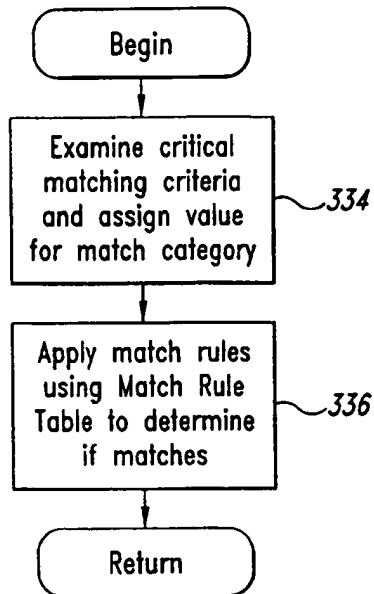 Begin
Examine critical
matching criteria
and assign value
for match category
334
Apply match rules
using Match Rule
Table to determine
if matches
336
Return